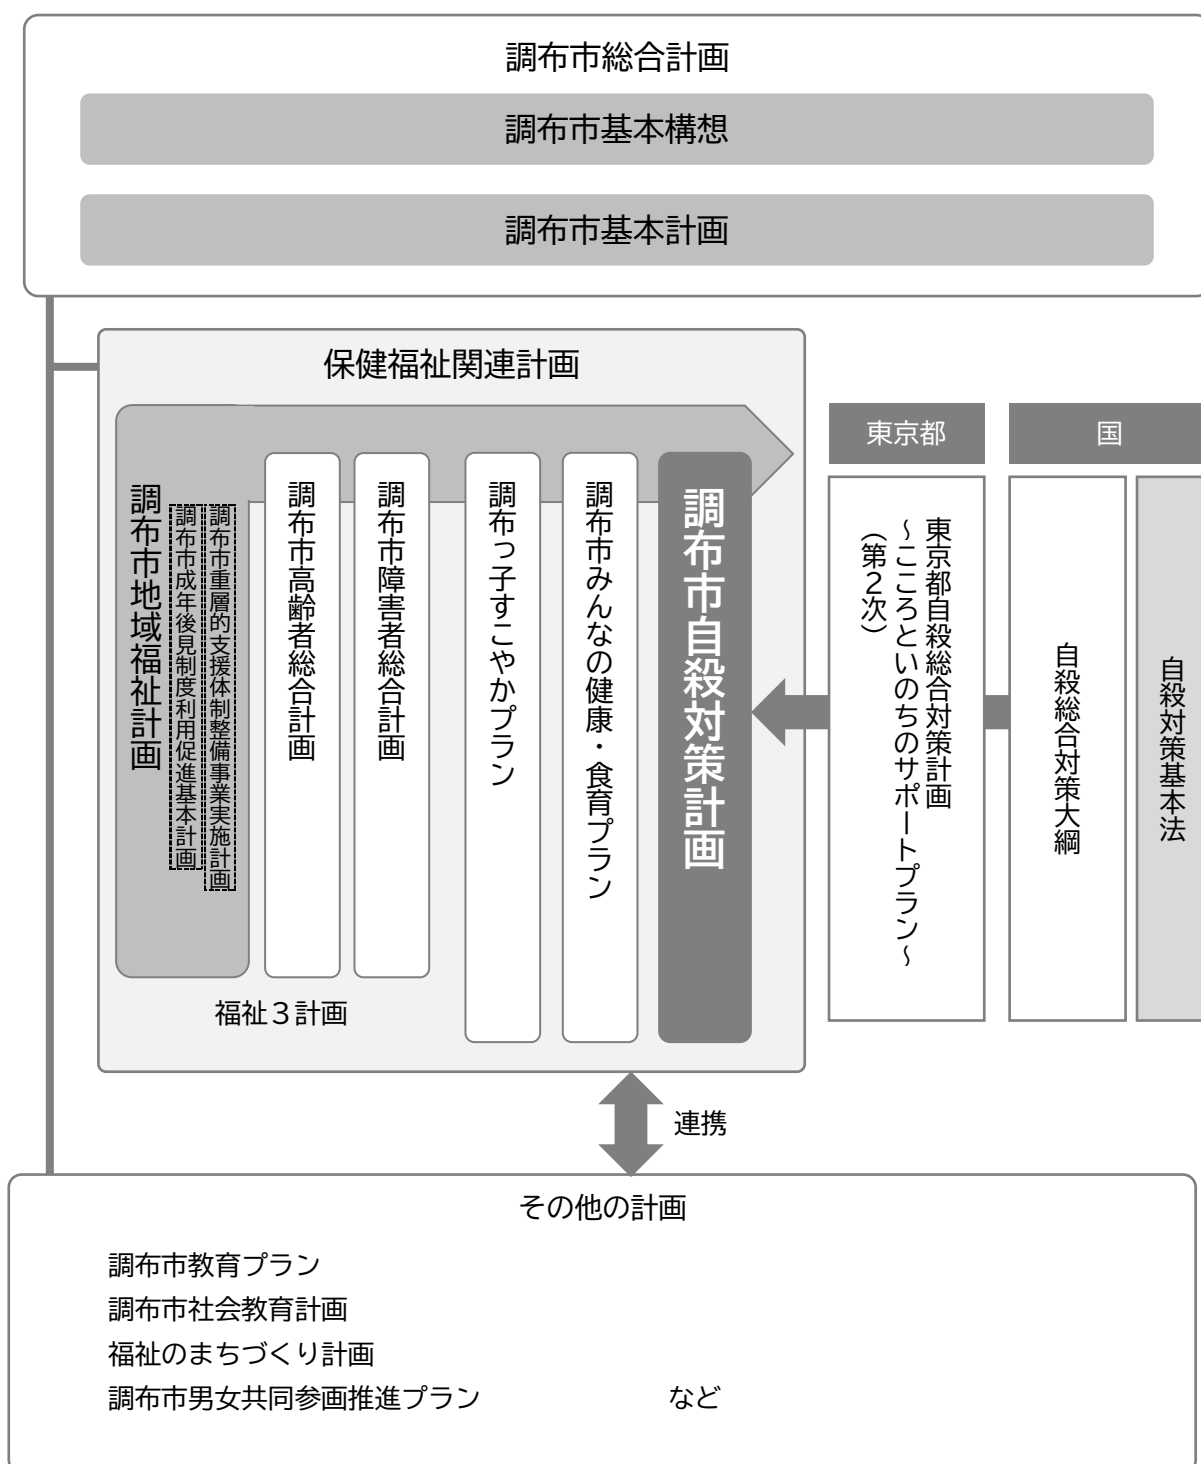 調布市総合計画
調布市基本構想
調布市基本計画
保健福祉関連計画
調布市地域福祉計画
調布市成年後見制度利用促進基本計画
調布市重層的支援体制整備事業実施計画
調布市高齢者総合計画
調布市障害者総合計画
福祉３計画
調布っ子すこやかプラン
調布市みんなの健康・食育プラン
調布市自殺対策計画
東京都
東京都自殺総合対策計画
～こころといのちのサポートプラン～
（第２次）
国
自殺総合対策大綱
自殺対策基本法
連携
その他の計画
調布市教育プラン
調布市社会教育計画
福祉のまちづくり計画
調布市男女共同参画推進プラン　など